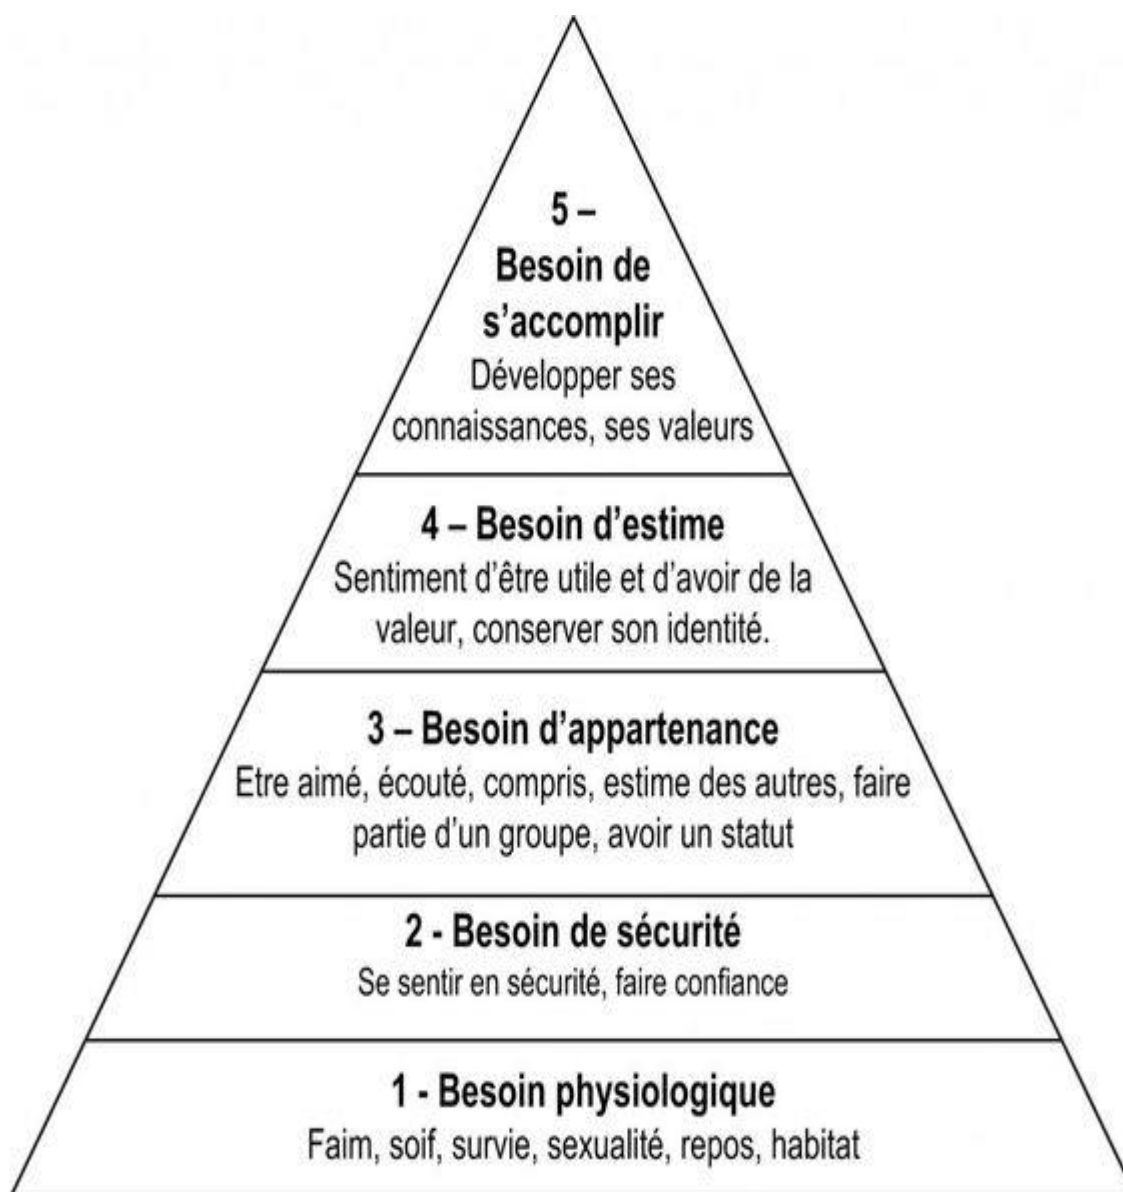 5 –
Besoin de
s’accomplir
Développer ses
connaissances, ses valeurs
4 – Besoin d’estime
Sentiment d’être utile et d’avoir de la
valeur, conserver son identité.
3 – Besoin d’appartenance
Etre aimé, écouté, compris, estime des autres, faire
partie d’un groupe, avoir un statut
2 - Besoin de sécurité
Se sentir en sécurité, faire confiance
1 - Besoin physiologique
Faim, soif, survie, sexualité, repos, habitat